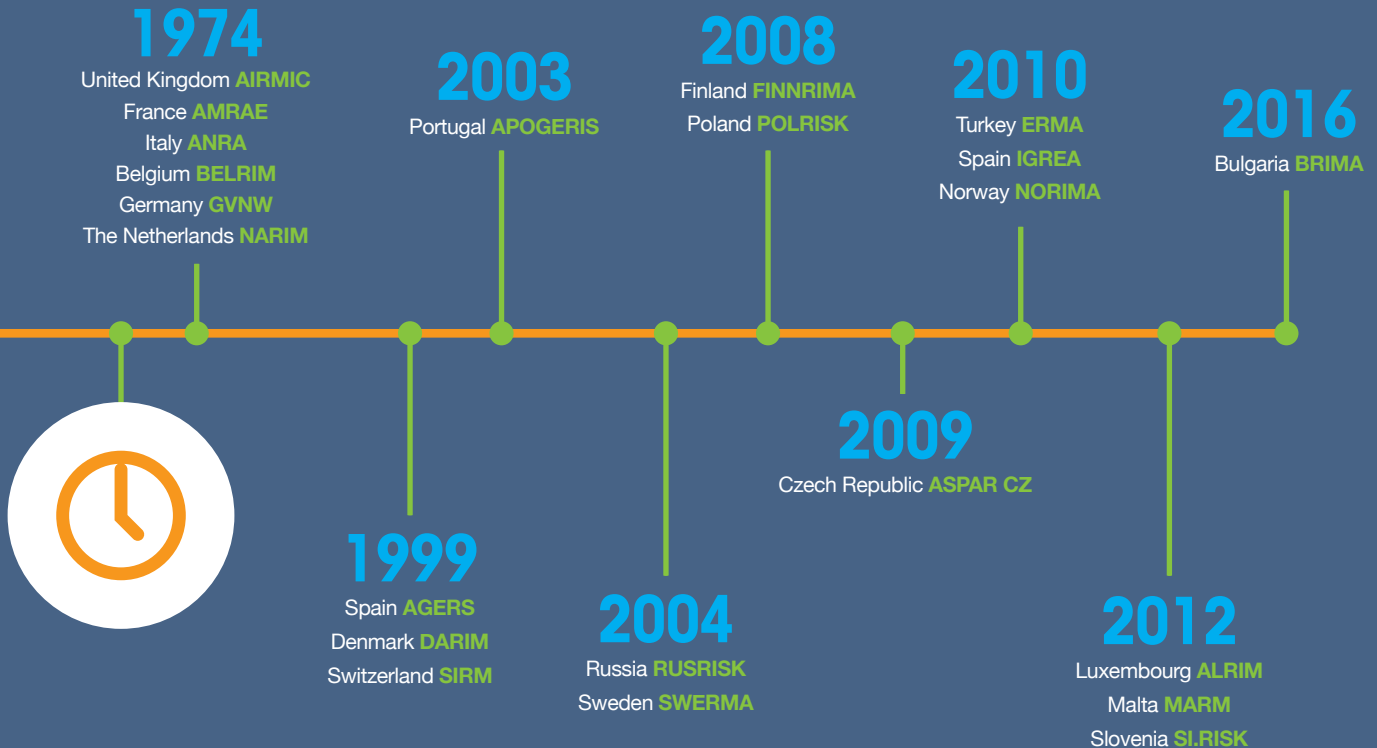 1974
United Kingdom AIRMIC
France AMRAE
Italy ANRA
Belgium BELRIM
Germany GVNW
The Netherlands NARIM
1999
Spain AGERS
Denmark DARIM
Switzerland SIRM
2003
Portugal APOGERIS
2004
Russia RUSRISK
Sweden SWERMA
2008
Finland FINNRIMA
Poland POLRISK
2009
Czech Republic ASPAR CZ
2010
Turkey ERMA
Spain IGREA
Norway NORIMA
2012
Luxembourg ALRIM
Malta MARM
Slovenia SI.RISK
2016
Bulgaria BRIMA